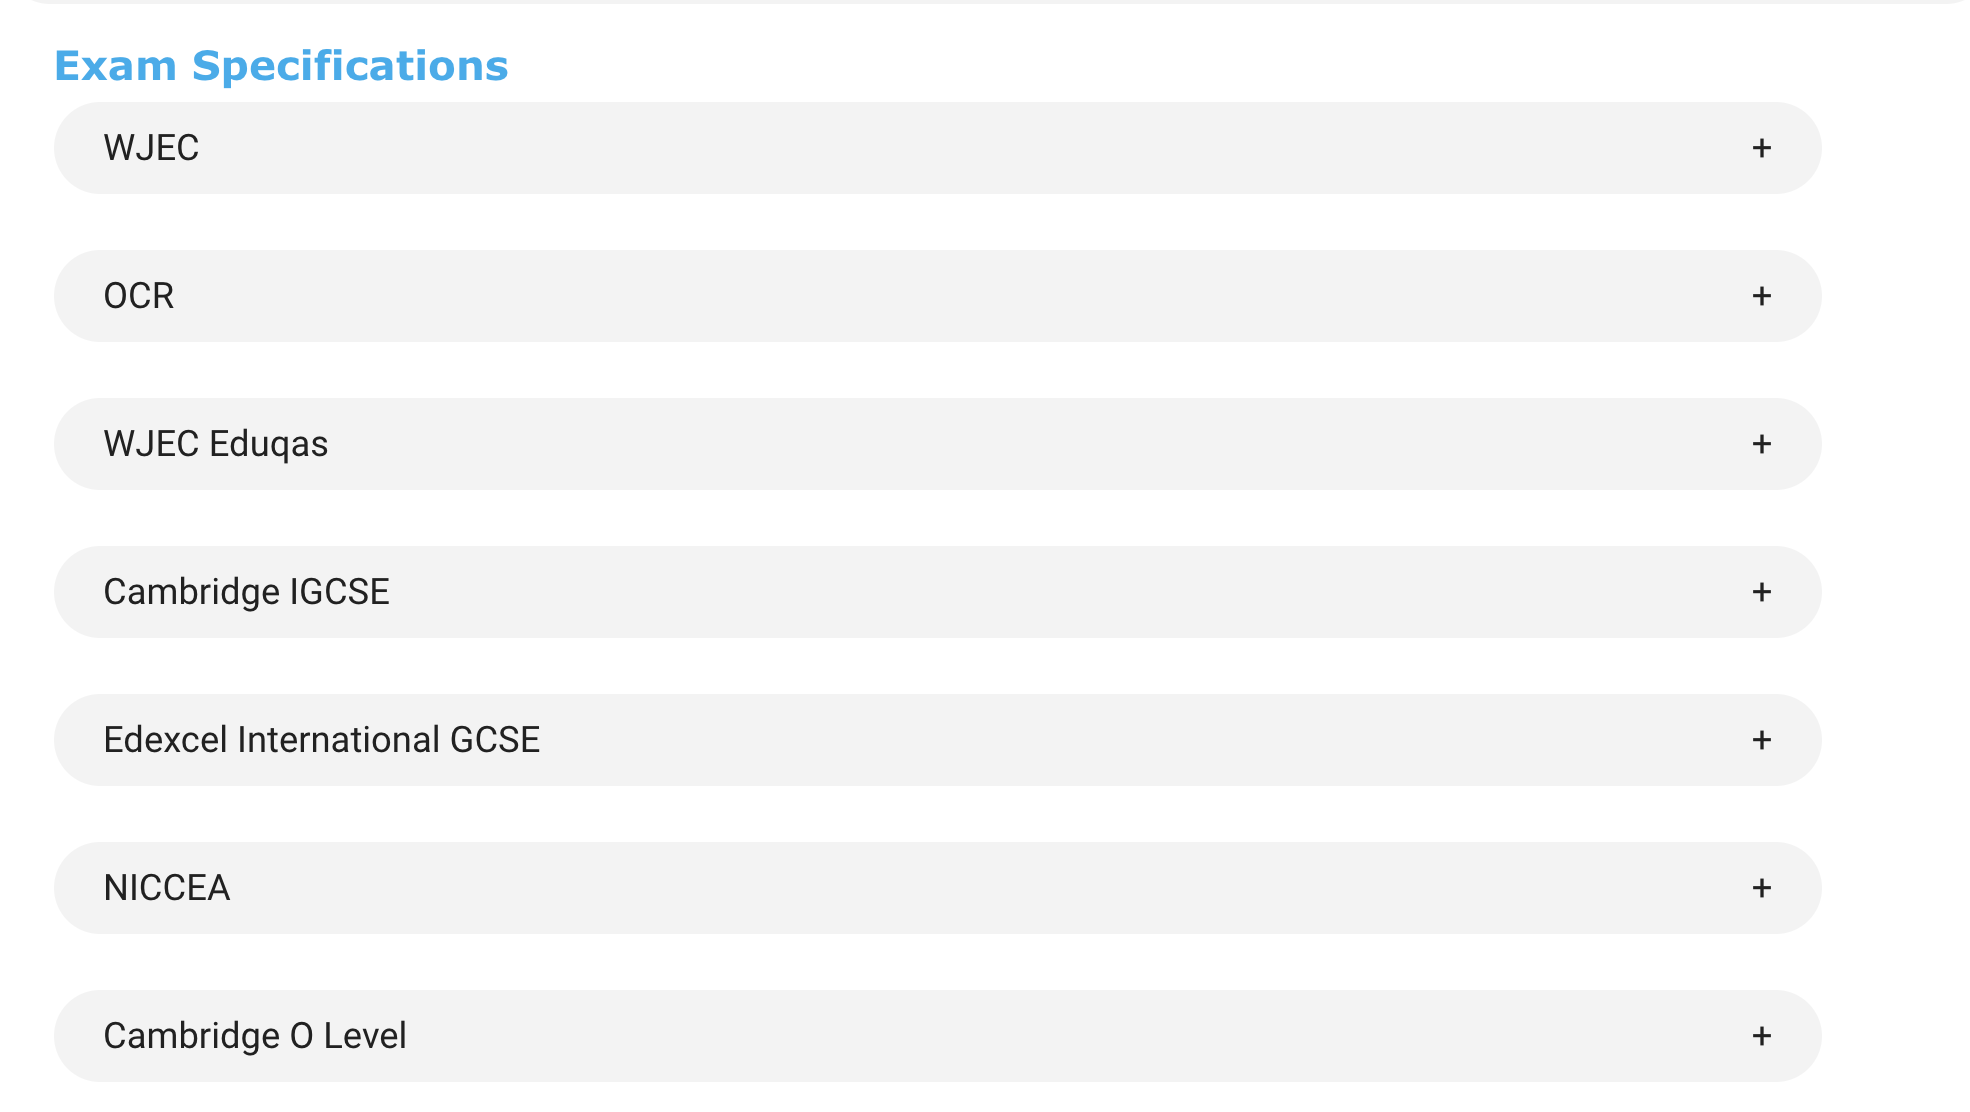 Exam Specifications
WJEC +
OCR +
WJEC Eduqas +
Cambridge IGCSE +
Edexcel International GCSE +
NICCEA +
Cambridge O Level +